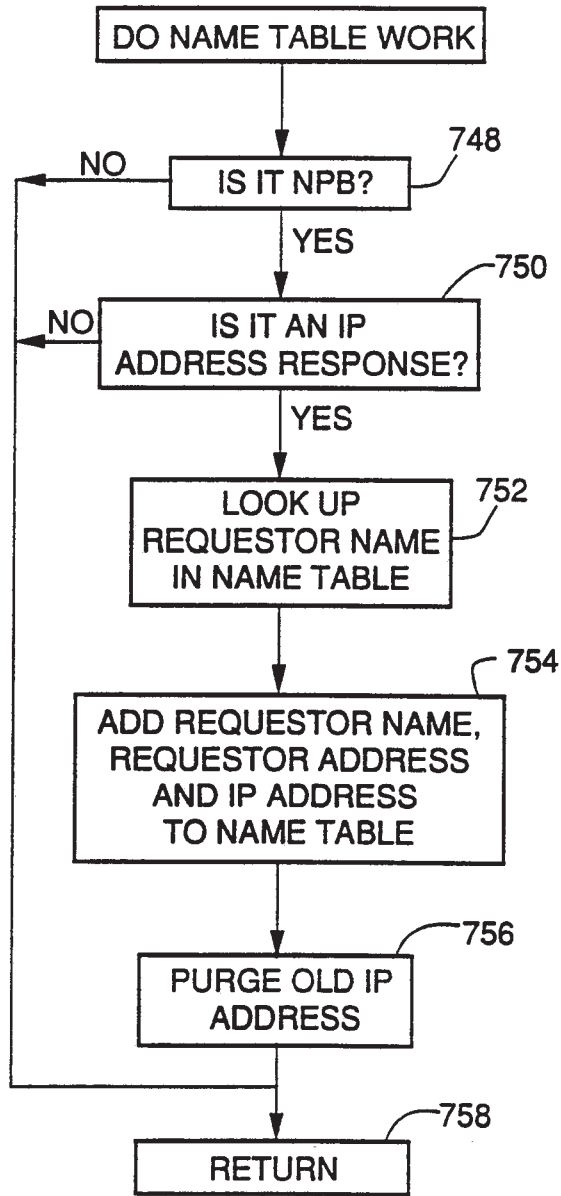 DO NAME TABLE WORK
748
NO
IS IT NPB?
YES
750
NO
IS IT AN IP
ADDRESS RESPONSE?
YES
752
LOOK UP
REQUESTOR NAME
IN NAME TABLE
754
ADD REQUESTOR NAME,
REQUESTOR ADDRESS
AND IP ADDRESS
TO NAME TABLE
756
PURGE OLD IP
ADDRESS
758
RETURN